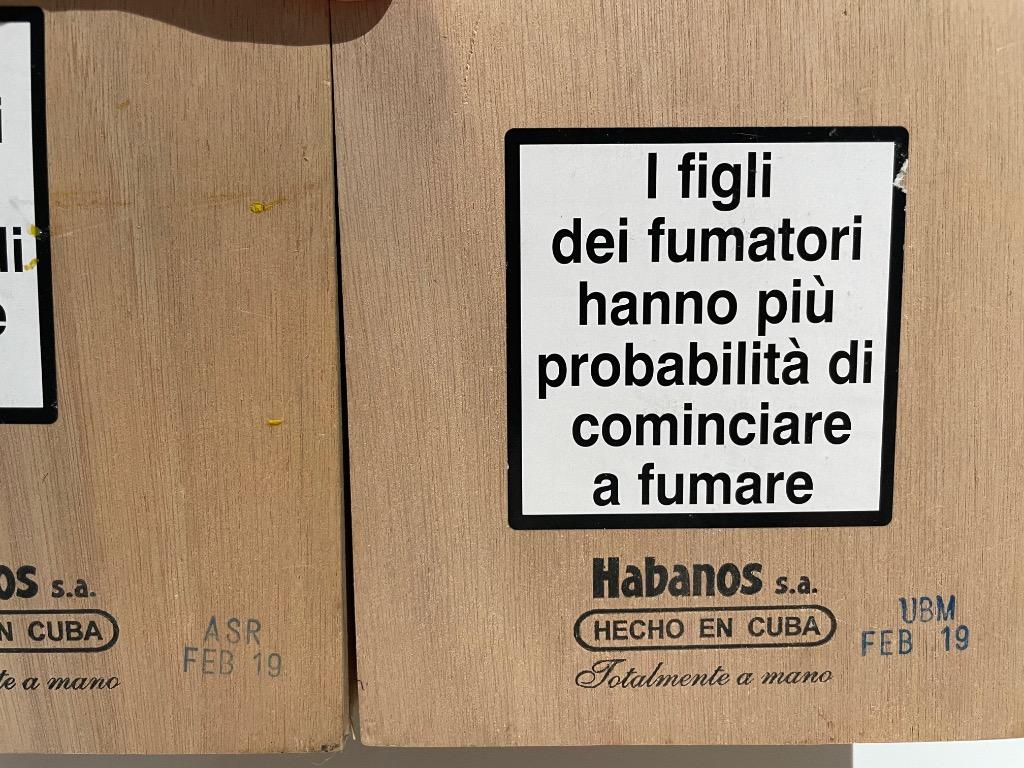 li
os s.a.
N CUBA
te a mano
ASR
FEB 19
I figli
dei fumatori
hanno più
probabilità di
cominciare
a fumare
Habanos s.a.
HECHO EN CUBA
Totalmente a mano
UBM
FEB 19